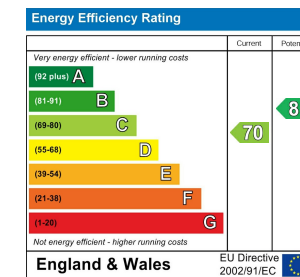 Energy Efficiency Rating
Current
Very energy efficient - lower running costs
(92 plus) A
(81-91) B
(69-80) C
(55-68) D
(39-54) E
(21-38) F
(1-20) G
70
Not energy efficient - higher running costs
England & Wales
EU Directive
2002/91/EC